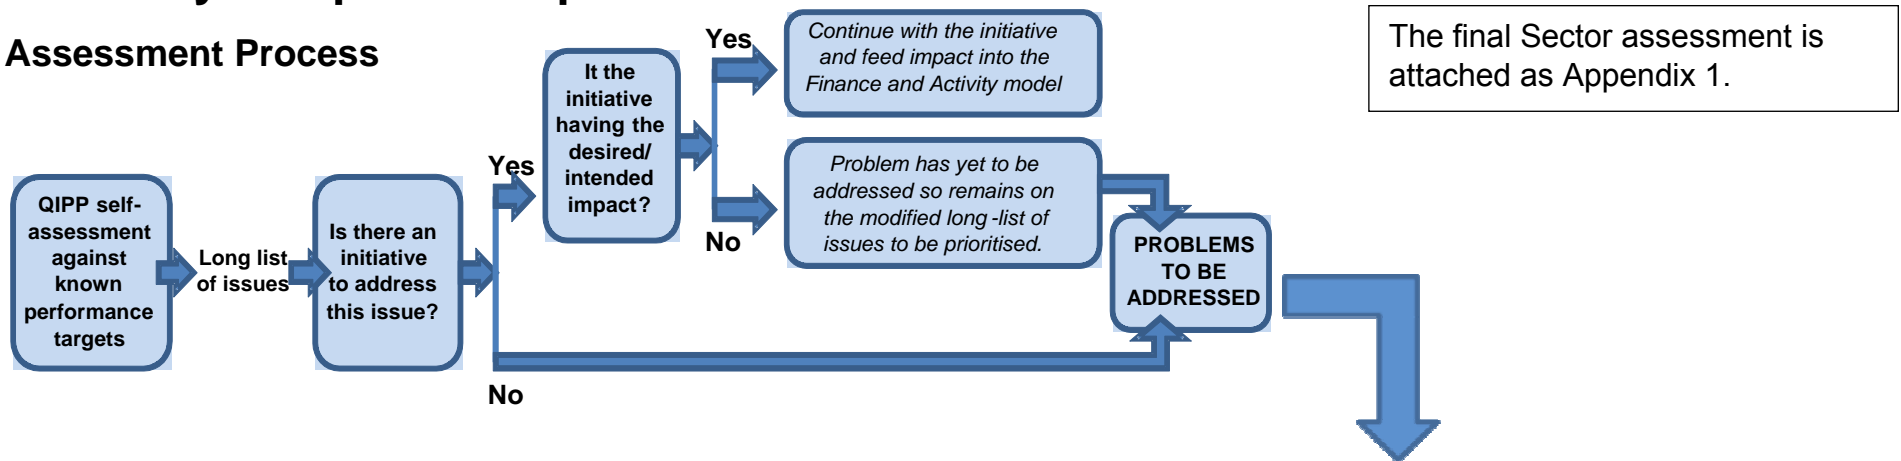 Assessment Process
QIPP self-
assessment
against
known
performance
targets
Long list
of issues
Is there an
initiative
to address
this issue?
Yes
No
It the
initiative
having the
desired/
intended
impact?
Yes
No
Continue with the initiative
and feed impact into the
Finance and Activity model
Problem has yet to be
addressed so remains on
the modified long -list of
issues to be prioritised.
PROBLEMS
TO BE
ADDRESSED
The final Sector assessment is
attached as Appendix 1.